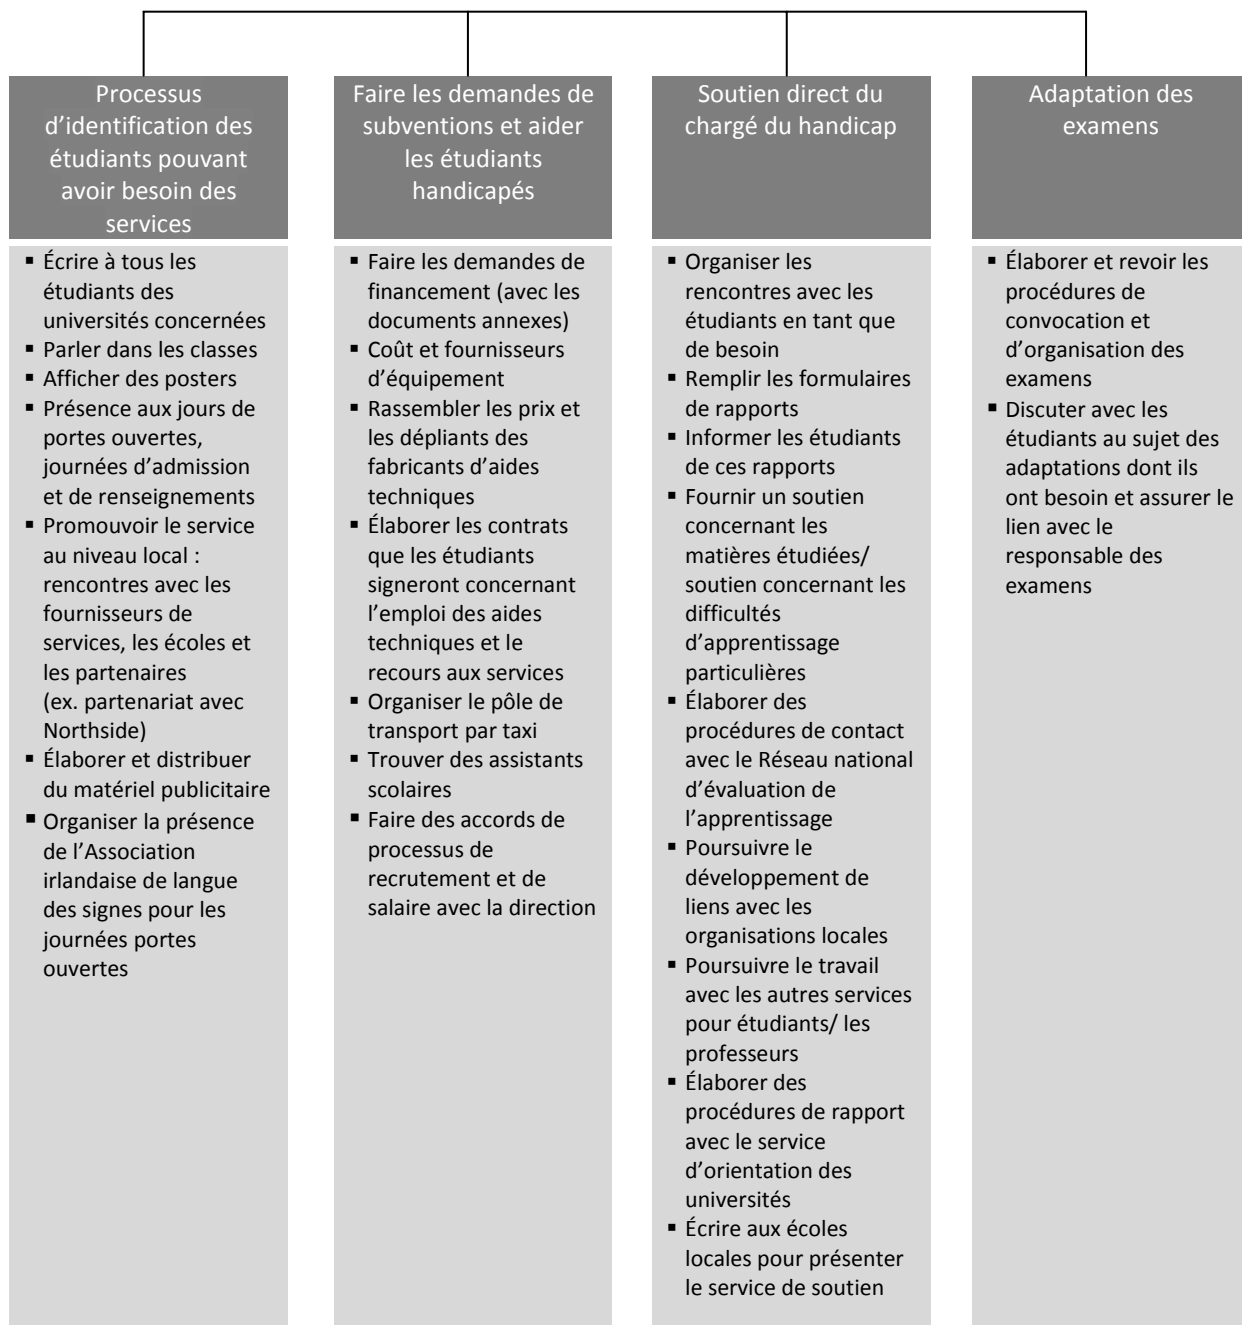 Processus
d'identification des
étudiants pouvant
avoir besoin des
services
▪ Écrire à tous les
étudiants des
universités concernées
▪ Parler dans les classes
▪ Afficher des posters
▪ Présence aux jours de
portes ouvertes,
journées d'admission
et de renseignements
▪ Promouvoir le service
au niveau local :
rencontres avec les
fournisseurs de
services, les écoles et
les partenaires
(ex. partenariat avec
Northside)
▪ Élaborer et distribuer
du matériel publicitaire
▪ Organiser la présence
de l'Association
irlandaise de langue
des signes pour les
journées portes
ouvertes
Faire les demandes de
subventions et aider
les étudiants
handicapés
▪ Faire les demandes de
financement (avec les
documents annexes)
▪ Coût et fournisseurs
d'équipement
▪ Rassembler les prix et
les dépliants des
fabricants d'aides
techniques
▪ Élaborer les contrats
que les étudiants
signeront concernant
l'emploi des aides
techniques et le
recours aux services
▪ Organiser le pôle de
transport par taxi
▪ Trouver des assistants
scolaires
▪ Faire des accords de
processus de
recrutement et de
salaire avec la direction
Soutien direct du
chargé du handicap
▪ Organiser les
rencontres avec les
étudiants en tant que
de besoin
▪ Remplir les formulaires
de rapports
▪ Informer les étudiants
de ces rapports
▪ Fournir un soutien
concernant les
matières étudiées/
soutien concernant les
difficultés
d'apprentissage
particulières
▪ Élaborer des
procédures de contact
avec le Réseau national
d'évaluation de
l'apprentissage
▪ Poursuivre le
développement de
liens avec les
organisations locales
▪ Poursuivre le travail
avec les autres services
pour étudiants/ les
professeurs
▪ Élaborer des
procédures de rapport
avec le service
d'orientation des
universités
▪ Écrire aux écoles
locales pour présenter
le service de soutien
Adaptation des
examens
▪ Élaborer et revoir les
procédures de
convocation et
d'organisation des
examens
▪ Discuter avec les
étudiants au sujet des
adaptations dont ils
ont besoin et assurer le
lien avec le
responsable des
examens